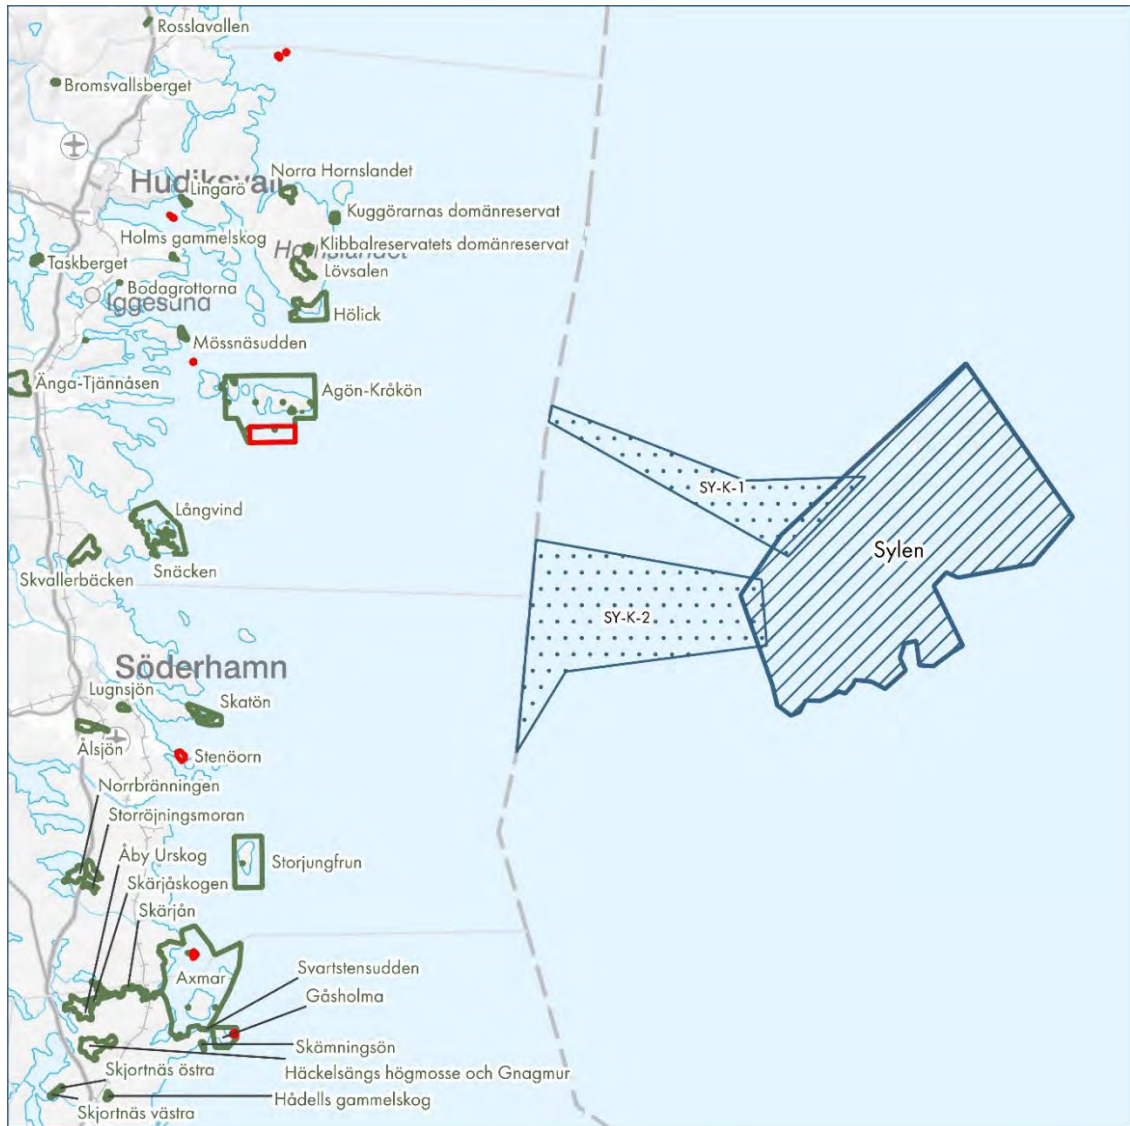 Rosslavallen
Bromsvallsberget
Norra Hornslandet
Hudiksvall
Lingarö
Kuggörarnas domänreservat
Holms gammelskog
Klibbalreservatets domänreservat
Hornslandet
Taskberget
Lövsalen
Bodagrottorna
Iggesund
Hölick
Mössnäsudden
Änga-Tjännåsen
Agön-Kråkön
SY-K-1
Långvind
Sylen
Snäcken
Skvallerbäcken
SY-K-2
Söderhamn
Lugnsjön
Skatön
Ålsjön
Stenöorn
Norrbränningen
Storröjningsmoran
Åby Urskog
Storjungfrun
Skärjåskogen
Skärjån
Svartstensudden
Axmar
Gåsholma
Skämningsön
Skjortnäs östra
Häckelsängs högmosse och Gnagmur
Hådells gammelskog
Skjortnäs västra